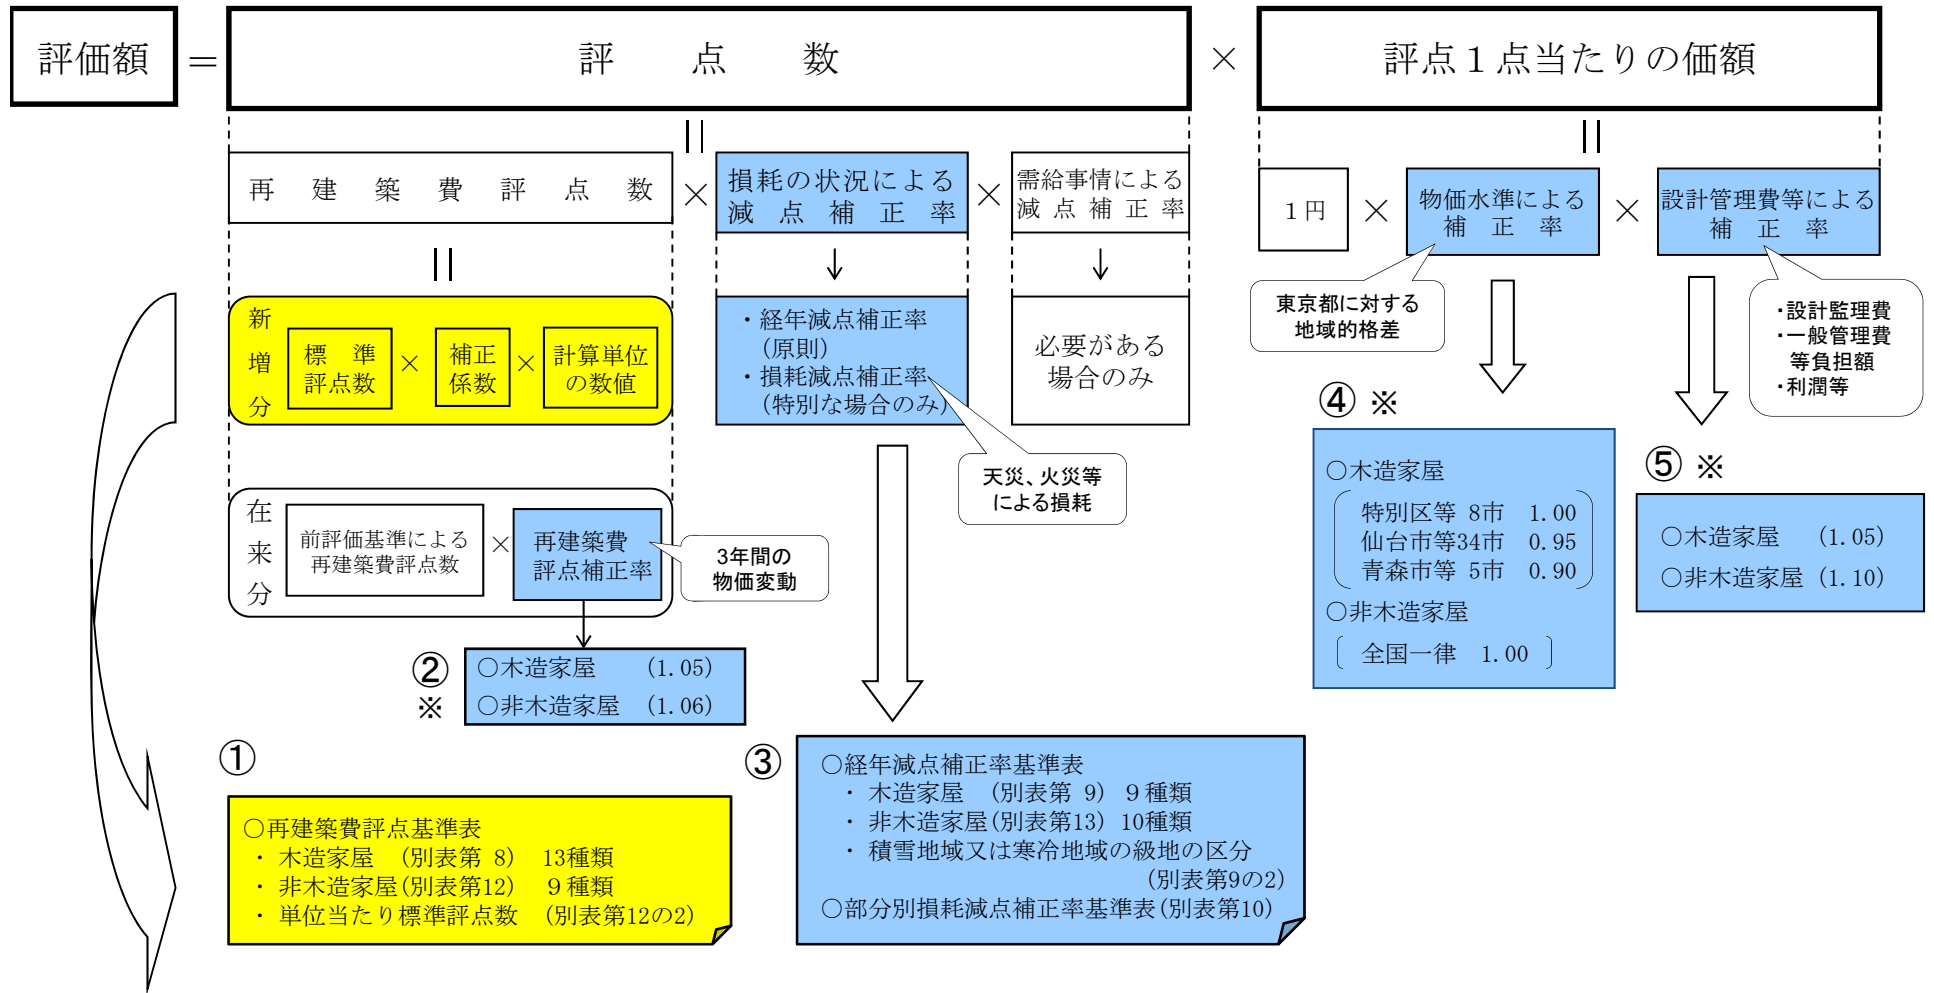 評価額 ＝ 評点数 × 評点１点当たりの価額
||
||
再建築費評点数 × 損耗の状況による減点補正率 × 需給事情による減点補正率
１円 × 物価水準による補正率 × 設計管理費等による補正率
||
東京都に対する
地域的格差
・設計監理費
・一般管理費
等負担額
・利潤等
新増分
標準
評点数
×
補正
係数
×
計算単位
の数値
・経年減点補正率
（原則）
・損耗減点補正率
（特別な場合のみ）
必要がある
場合のみ
天災、火災等
による損耗
在来分
前評価基準による
再建築費評点数
×
再建築費
評点補正率
3年間の
物価変動
② ※
○木造家屋　（1.05）
○非木造家屋　（1.06）
④ ※
○木造家屋
特別区等 8市　1.00
仙台市等34市　0.95
青森市等 5市　0.90
○非木造家屋
〔 全国一律　1.00 〕
⑤ ※
○木造家屋　（1.05）
○非木造家屋（1.10）
①
○再建築費評点基準表
・ 木造家屋　（別表第 8）　13種類
・ 非木造家屋（別表第12）　９種類
・ 単位当たり標準評点数　（別表第12の2）
③
○経年減点補正率基準表
・ 木造家屋　（別表第 9）　９種類
・ 非木造家屋（別表第13）　10種類
・ 積雪地域又は寒冷地域の級地の区分
（別表第9の2）
○部分別損耗減点補正率基準表（別表第10）